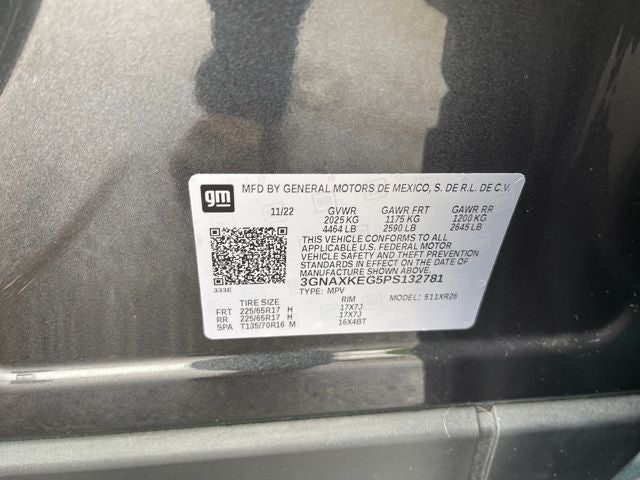 gm MFD BY GENERAL MOTORS DE MEXICO, S. DE R.L. DE C.V.
11/22 GVWR GAWR FRT GAWR RR
2025 KG 1175 KG 1200 KG
4464 LB 2590 LB 2645 LB
THIS VEHICLE CONFORMS TO ALL
APPLICABLE U.S. FEDERAL MOTOR
VEHICLE SAFETY AND THEFT PREVENTION
STANDARDS IN EFFECT ON THE DATE OF
MANUFACTURE SHOWN ABOVE.
3GNAXKEG5PS132781
333E TYPE: MPV MODEL: 511XR26
TIRE SIZE RIM
FRT 225/65R17 H 17X7J
RR 225/65R17 H 17X7J
SPA T135/70R16 M 16X4BT